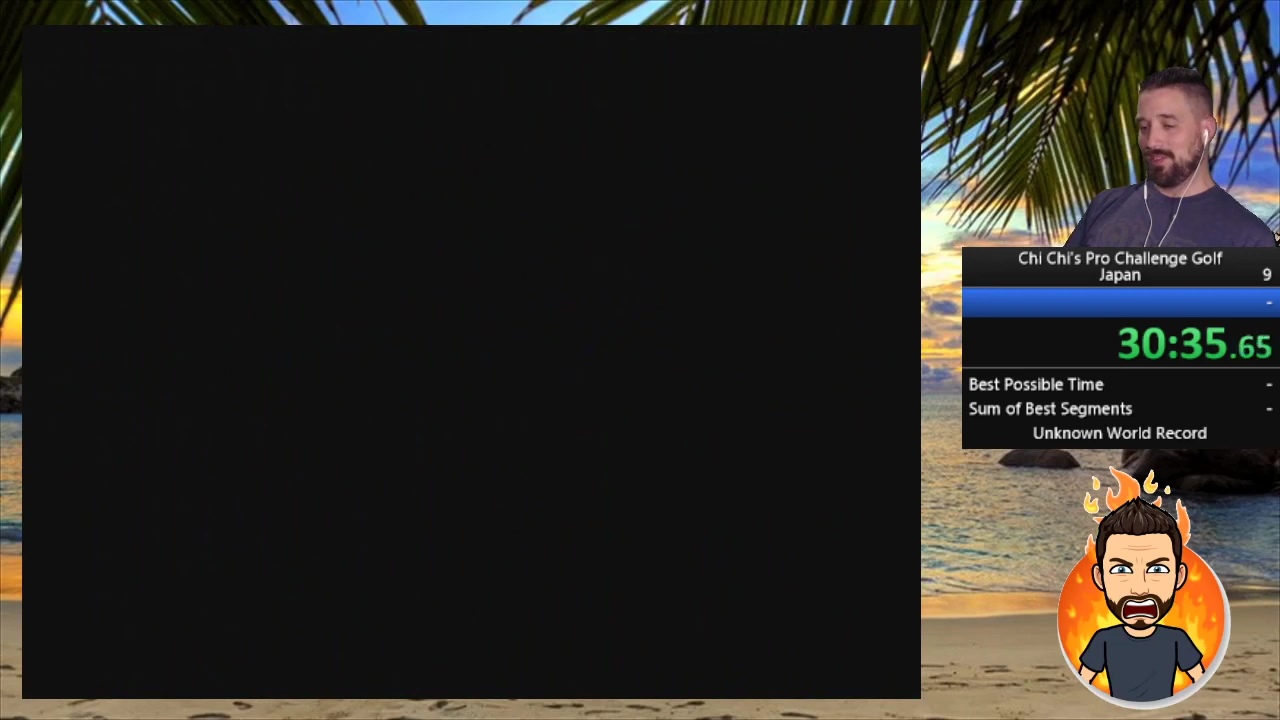 Chi Chi's Pro Challenge Golf
Japan 9
-
30:35.65
Best Possible Time -
Sum of Best Segments -
Unknown World Record